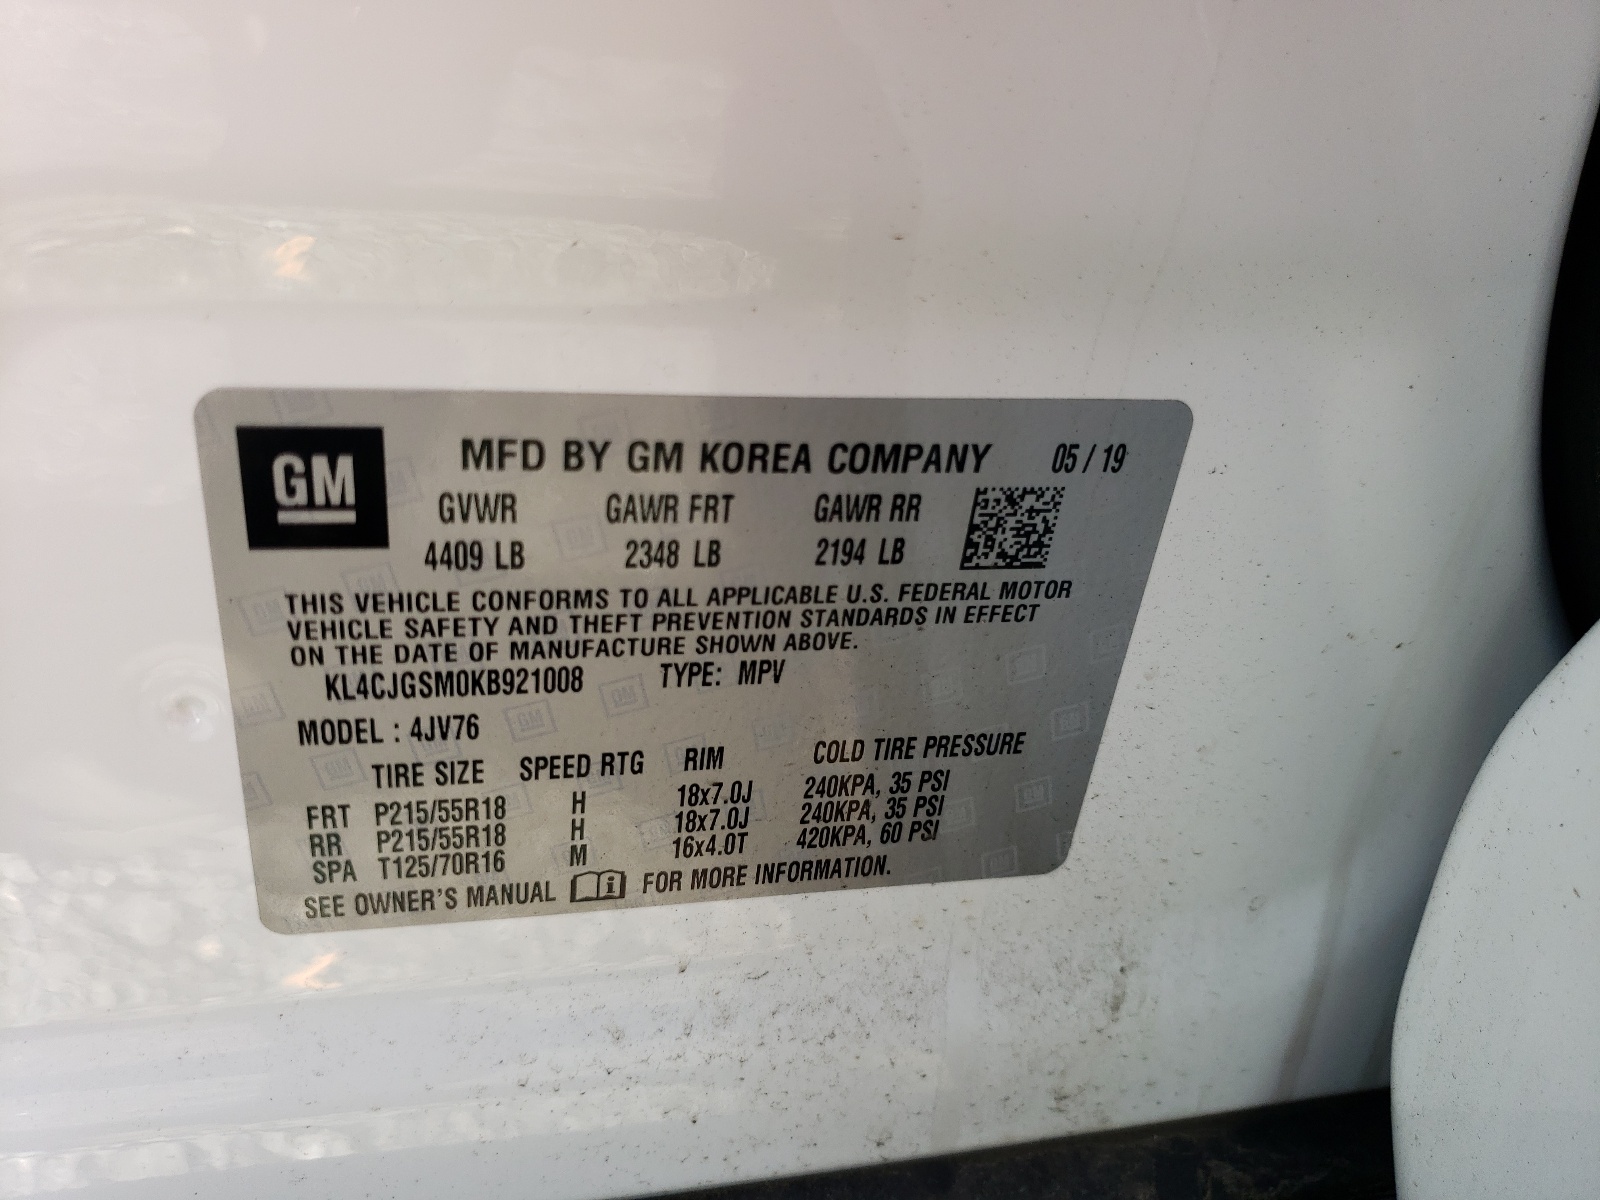 GM
MFD BY GM KOREA COMPANY 05/19
GVWR GAWR FRT GAWR RR
4409 LB 2348 LB 2194 LB
THIS VEHICLE CONFORMS TO ALL APPLICABLE U.S. FEDERAL MOTOR
VEHICLE SAFETY AND THEFT PREVENTION STANDARDS IN EFFECT
ON THE DATE OF MANUFACTURE SHOWN ABOVE.
KL4CJGSM0KB921008 TYPE: MPV
MODEL : 4JV76
TIRE SIZE SPEED RTG RIM COLD TIRE PRESSURE
FRT P215/55R18 H 18x7.0J 240KPA, 35 PSI
RR P215/55R18 H 18x7.0J 240KPA, 35 PSI
SPA T125/70R16 M 16x4.0T 420KPA, 60 PSI
SEE OWNER'S MANUAL i FOR MORE INFORMATION.